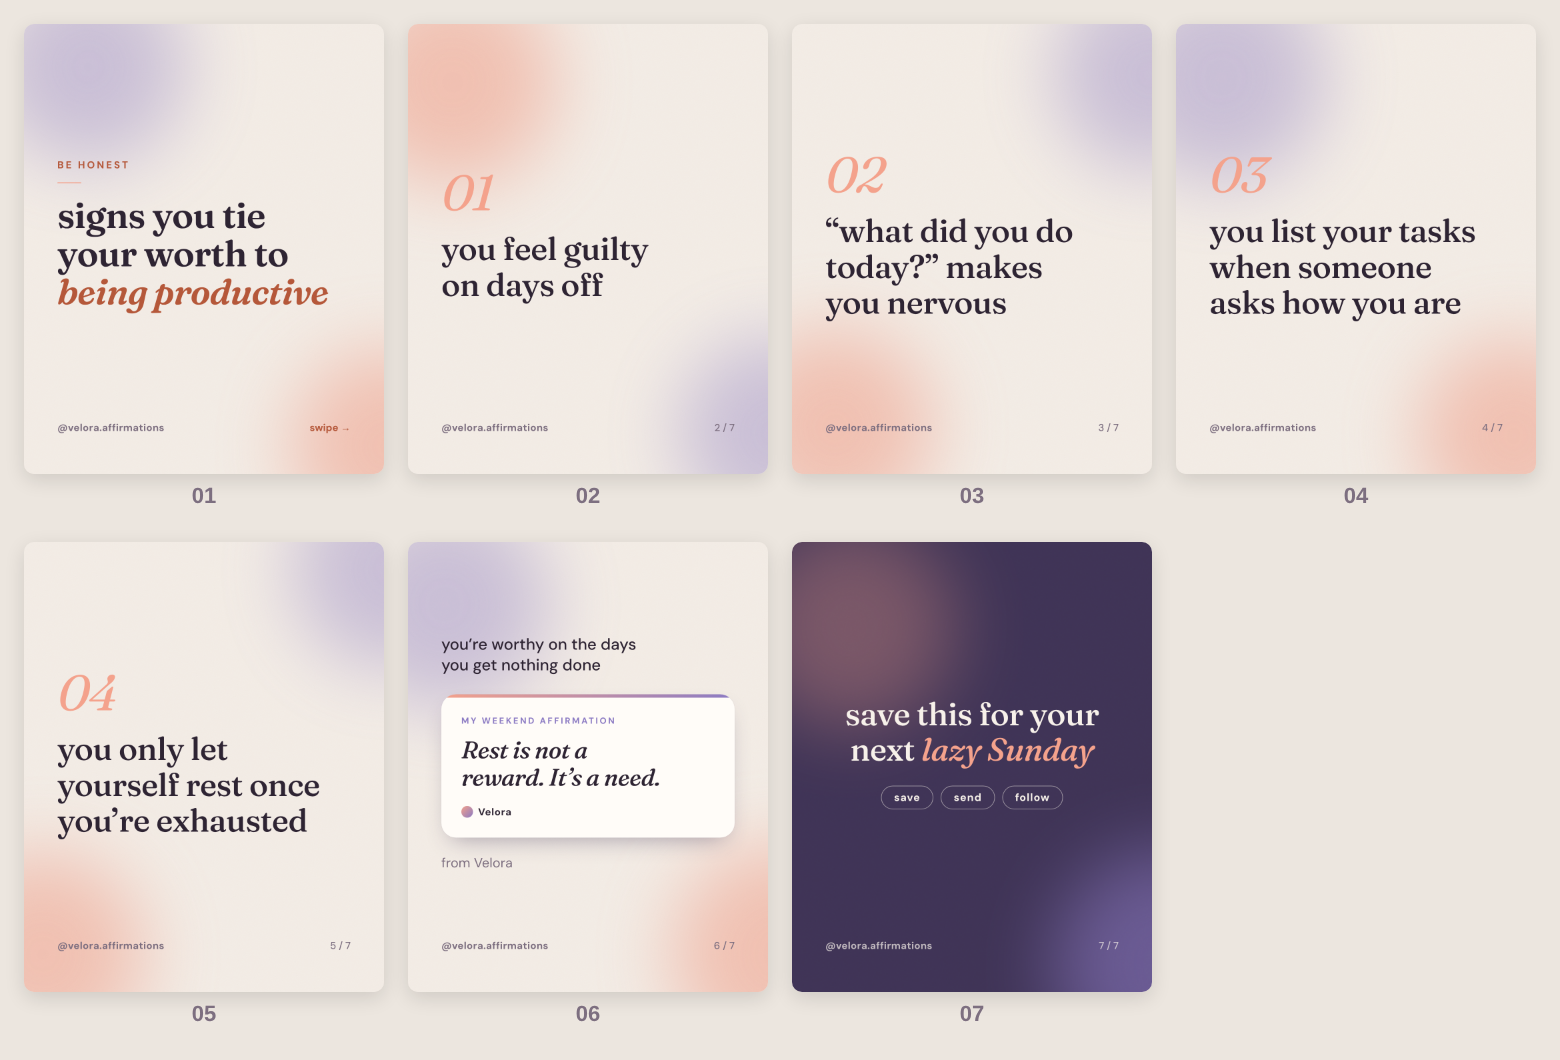 BE HONEST
signs you tie
your worth to
being productive
@velora.affirmations
swipe →
01
01
you feel guilty
on days off
@velora.affirmations
2 / 7
02
02
“what did you do
today?” makes
you nervous
@velora.affirmations
3 / 7
03
03
you list your tasks
when someone
asks how you are
@velora.affirmations
4 / 7
04
04
you only let
yourself rest once
you’re exhausted
@velora.affirmations
5 / 7
05
you’re worthy on the days
you get nothing done
MY WEEKEND AFFIRMATION
Rest is not a
reward. It’s a need.
Velora
from Velora
@velora.affirmations
6 / 7
06
save this for your
next lazy Sunday
save
send
follow
@velora.affirmations
7 / 7
07